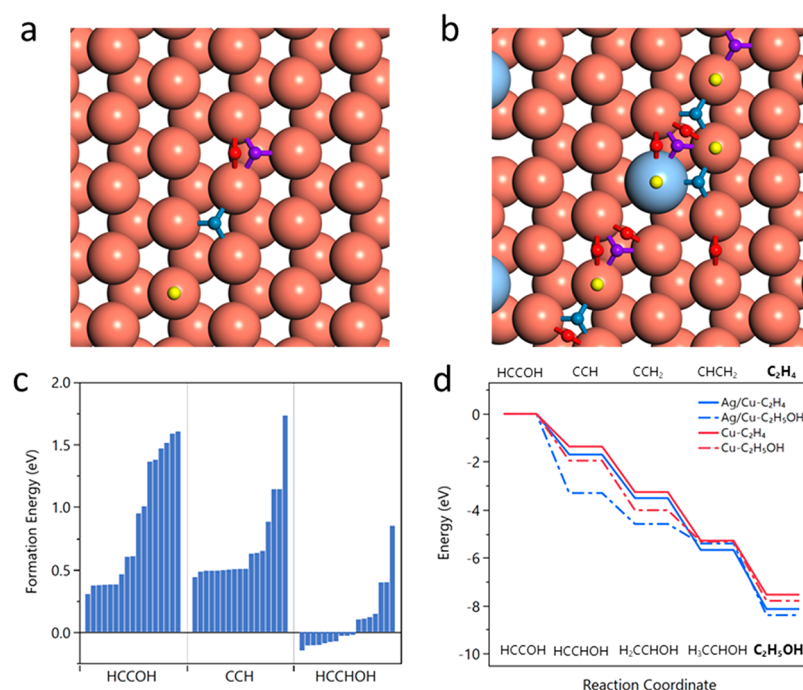 a
b
c
Formation Energy (eV)
2.0
1.5
1.0
0.5
0.0
HCCOH CCH HCCHOH
d
HCCOH CCH CCH₂ CHCH₂ C₂H₄
Energy (eV)
0
-2
-4
-6
-8
-10
Ag/Cu-C₂H₄
Ag/Cu-C₂H₅OH
Cu-C₂H₄
Cu-C₂H₅OH
HCCOH HCCHOH H₂CCHOH H₃CCHOH C₂H₅OH
Reaction Coordinate